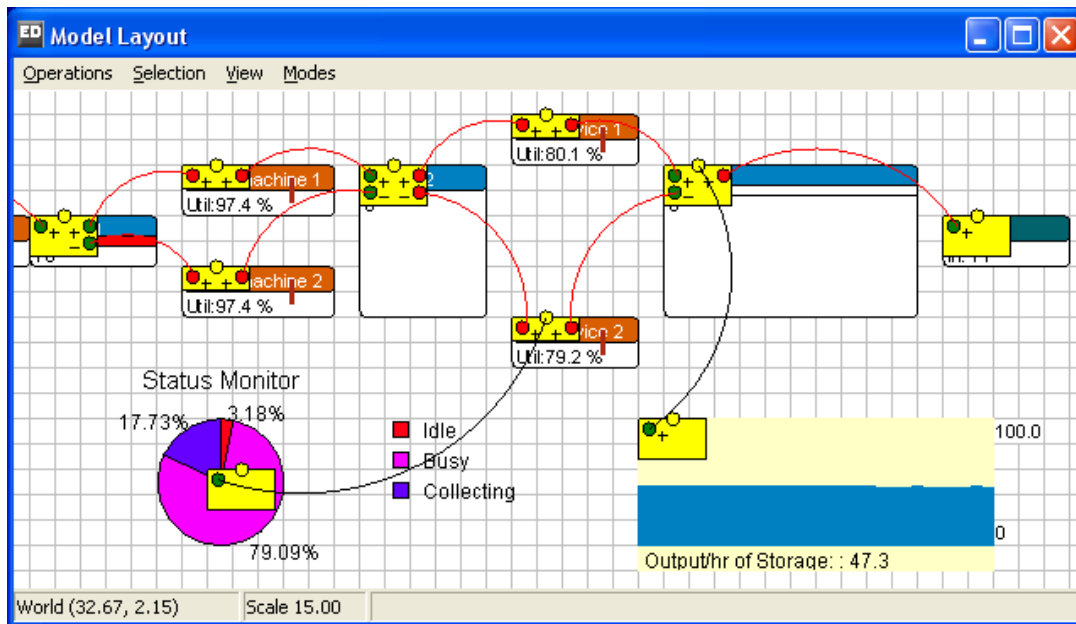 ED Model Layout
Operations Selection View Modes
Util:80.1 %
achine 1
Util:97.4 %
achine 2
Util:97.4 %
vice 2
Util:79.2 %
Status Monitor
17.73%
3.18%
79.09%
Idle
Busy
Collecting
100.0
0
Output/hr of Storage: : 47.3
World (32.67, 2.15) Scale 15.00